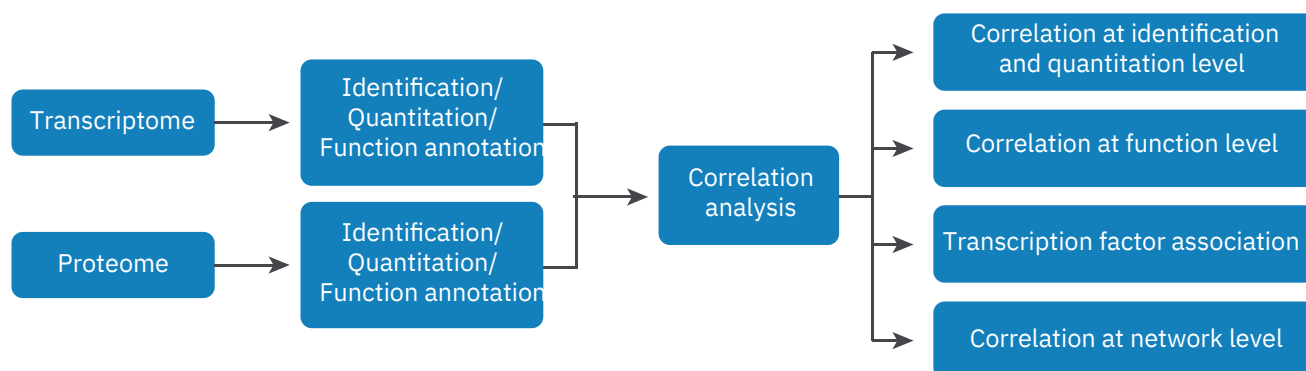 Transcriptome
Identification/
Quantitation/
Function annotation
Proteome
Identification/
Quantitation/
Function annotation
Correlation
analysis
Correlation at identification
and quantitation level
Correlation at function level
Transcription factor association
Correlation at network level